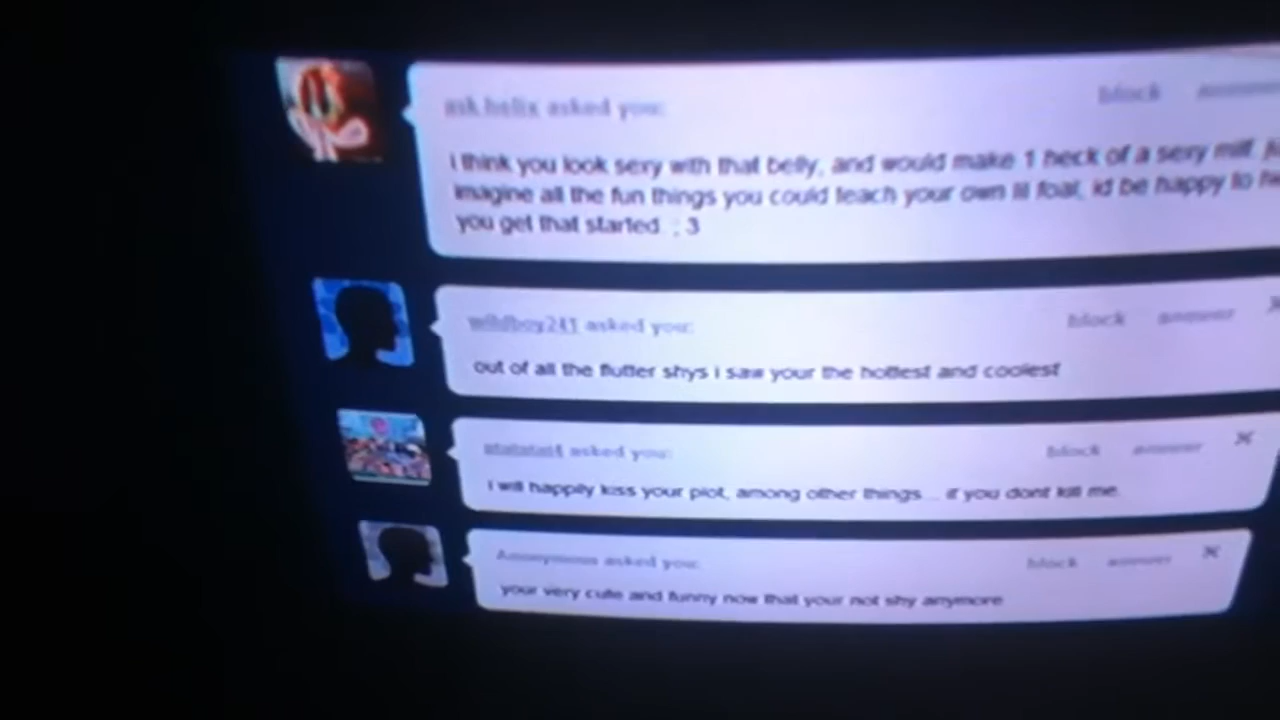 ask helix asked you: block answer
i think you look sexy with that belly, and would make 1 heck of a sexy milf.
imagine all the fun things you could teach your own lil foal, id be happy to
you get that started. ; 3
wildboy241 asked you: block answer
out of all the flutter shys i saw your the hottest and coolest
asked you: block answer
I will happily kiss your plot, among other things... if you dont kill me.
Anonymous asked you: block answer
your very cute and funny now that your not shy anymore